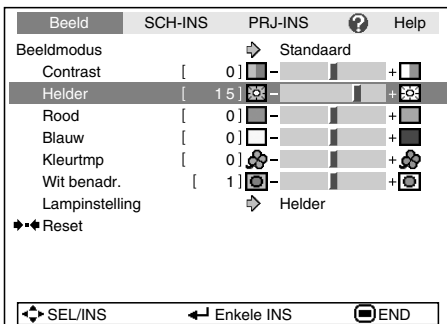 Beeld SCH-INS PRJ-INS ? Help
Beeldmodus Standaard
Contrast [ 0] - +
Helder [ 15] - +
Rood [ 0] - +
Blauw [ 0] - +
Kleurtmp [ 0] - +
Wit benadr. [ 1] - +
Lampinstelling Helder
Reset
SEL/INS Enkele INS END